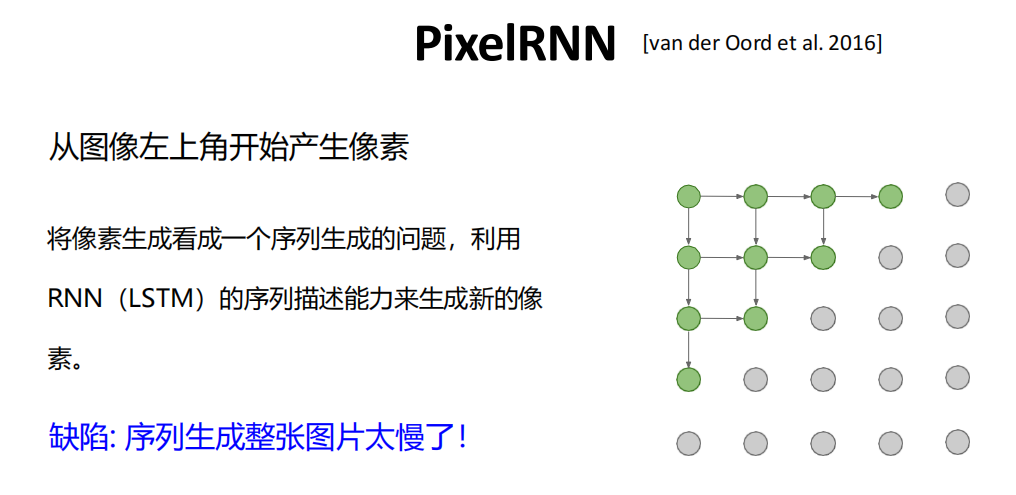 PixelRNN [van der Oord et al. 2016]
从图像左上角开始产生像素
将像素生成看成一个序列生成的问题，利用
RNN（LSTM）的序列描述能力来生成新的像
素。
缺陷: 序列生成整张图片太慢了！